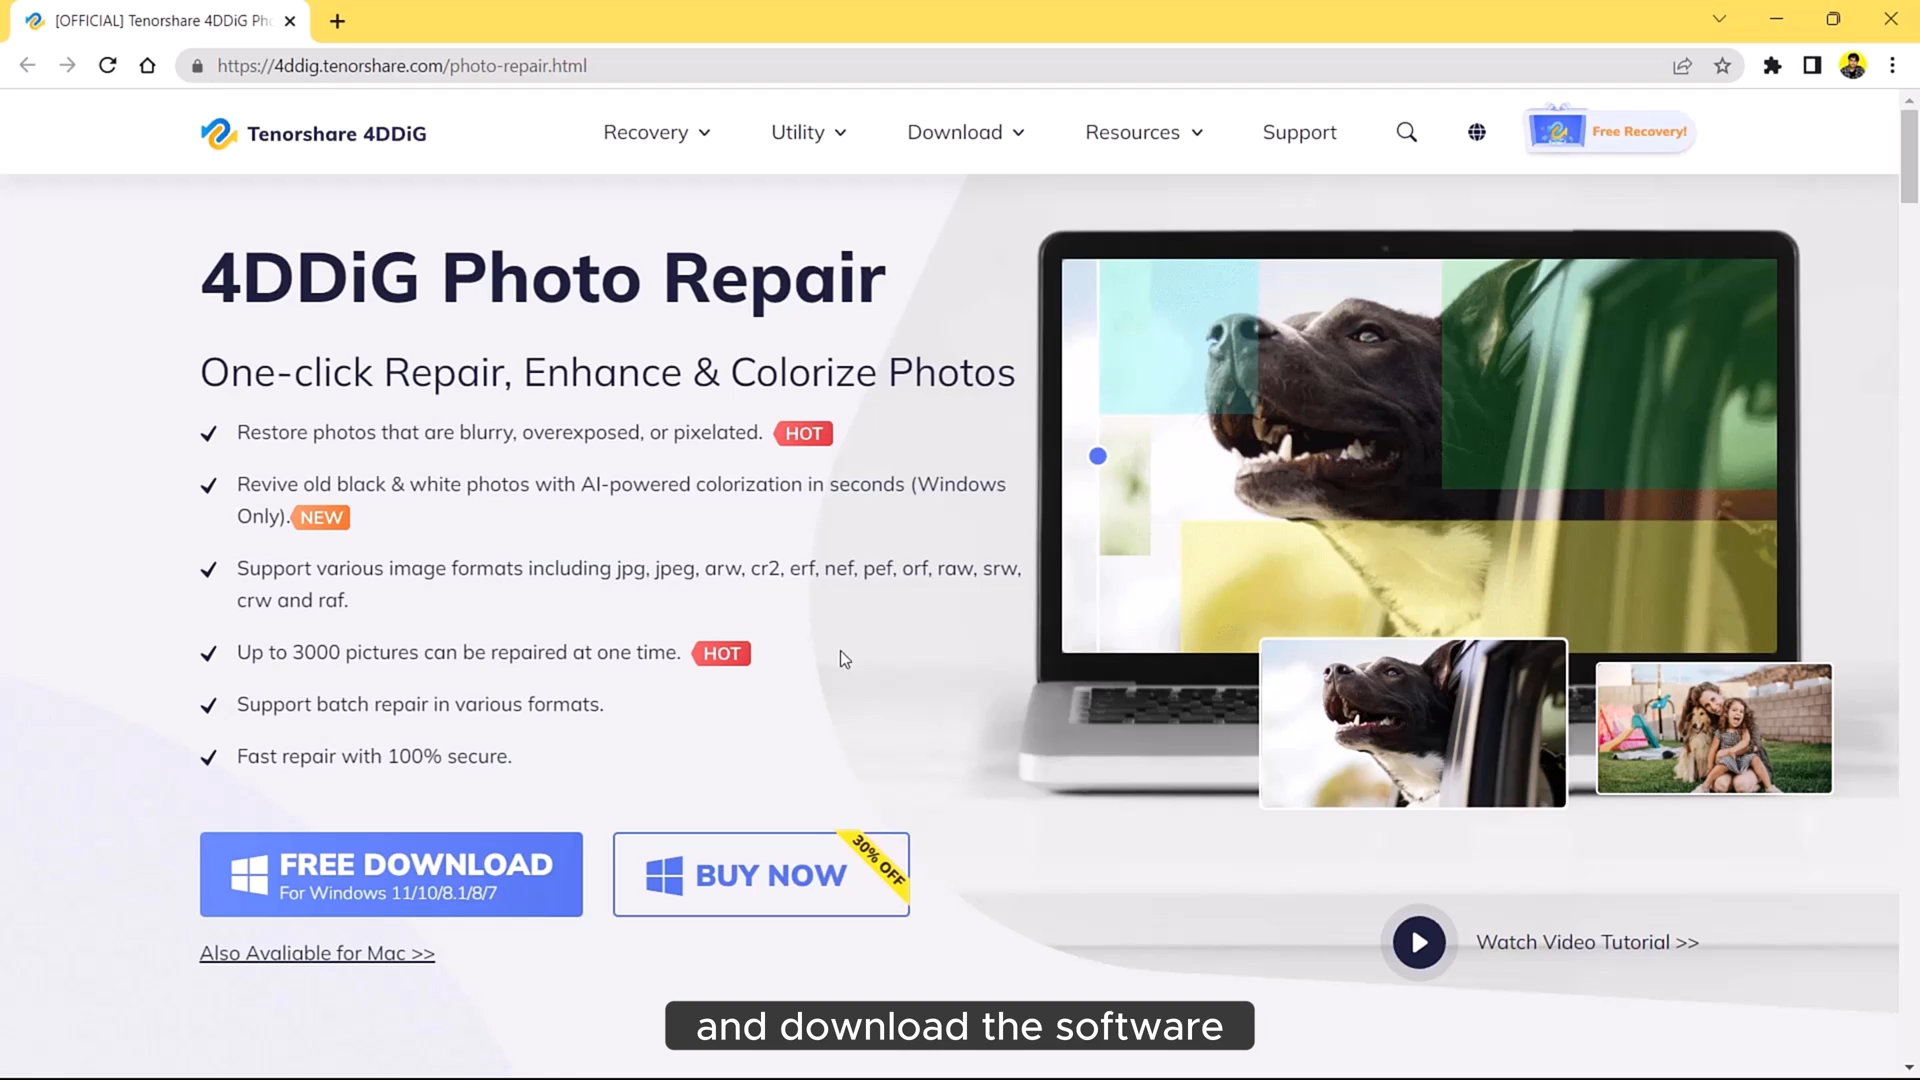 [OFFICIAL] Tenorshare 4DDiG Pho
https://4ddig.tenorshare.com/photo-repair.html
Tenorshare 4DDiG
Recovery
Utility
Download
Resources
Support
Free Recovery!
4DDiG Photo Repair
One-click Repair, Enhance & Colorize Photos
Restore photos that are blurry, overexposed, or pixelated. HOT
Revive old black & white photos with AI-powered colorization in seconds (Windows
Only). NEW
Support various image formats including jpg, jpeg, arw, cr2, erf, nef, pef, orf, raw, srw,
crw and raf.
Up to 3000 pictures can be repaired at one time. HOT
Support batch repair in various formats.
Fast repair with 100% secure.
FREE DOWNLOAD
For Windows 11/10/8.1/8/7
BUY NOW
30% OFF
Also Avaliable for Mac >>
Watch Video Tutorial >>
and download the software